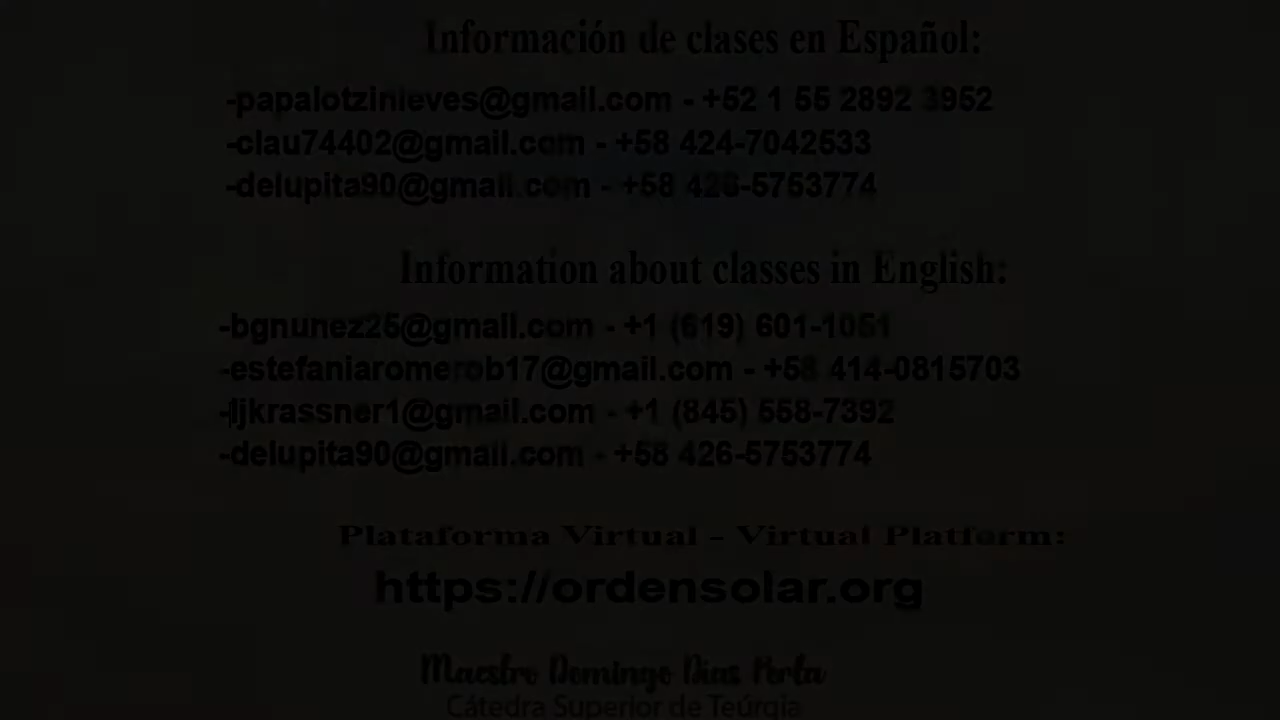 Información de clases en Español:
-papalotzinieves@gmail.com - +52 1 55 2892 3952
-clau74402@gmail.com - +58 424-7042533
-delupita90@gmail.com - +58 426-5753774
Information about classes in English:
-bgnunez25@gmail.com - +1 (619) 601-1051
-estefaniaromerob17@gmail.com - +58 414-0815703
-ljkrassner1@gmail.com - +1 (845) 558-7392
-delupita90@gmail.com - +58 426-5753774
Plataforma Virtual - Virtual Platform:
https://ordensolar.org
Maestro Domingo Dias Porta
Cátedra Superior de Teúrgia